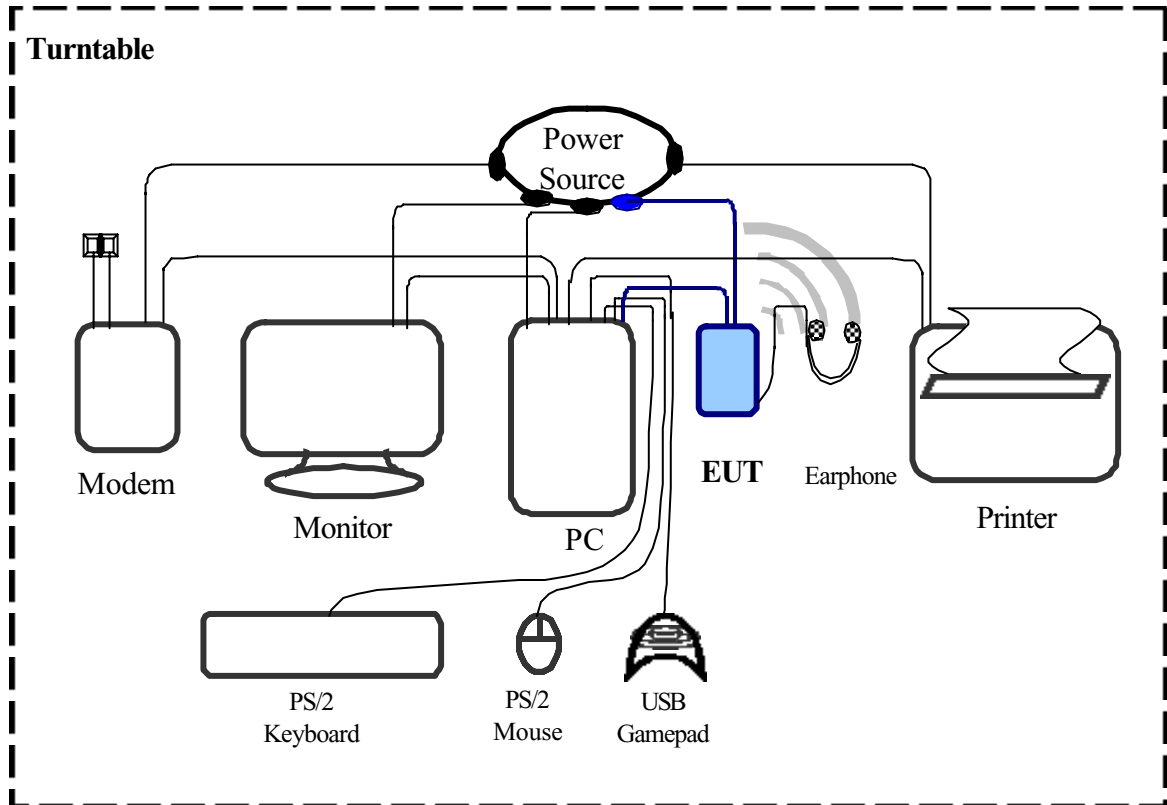 Turntable
Power
Source
Modem
Monitor
PC
EUT
Earphone
Printer
PS/2
Keyboard
PS/2
Mouse
USB
Gamepad